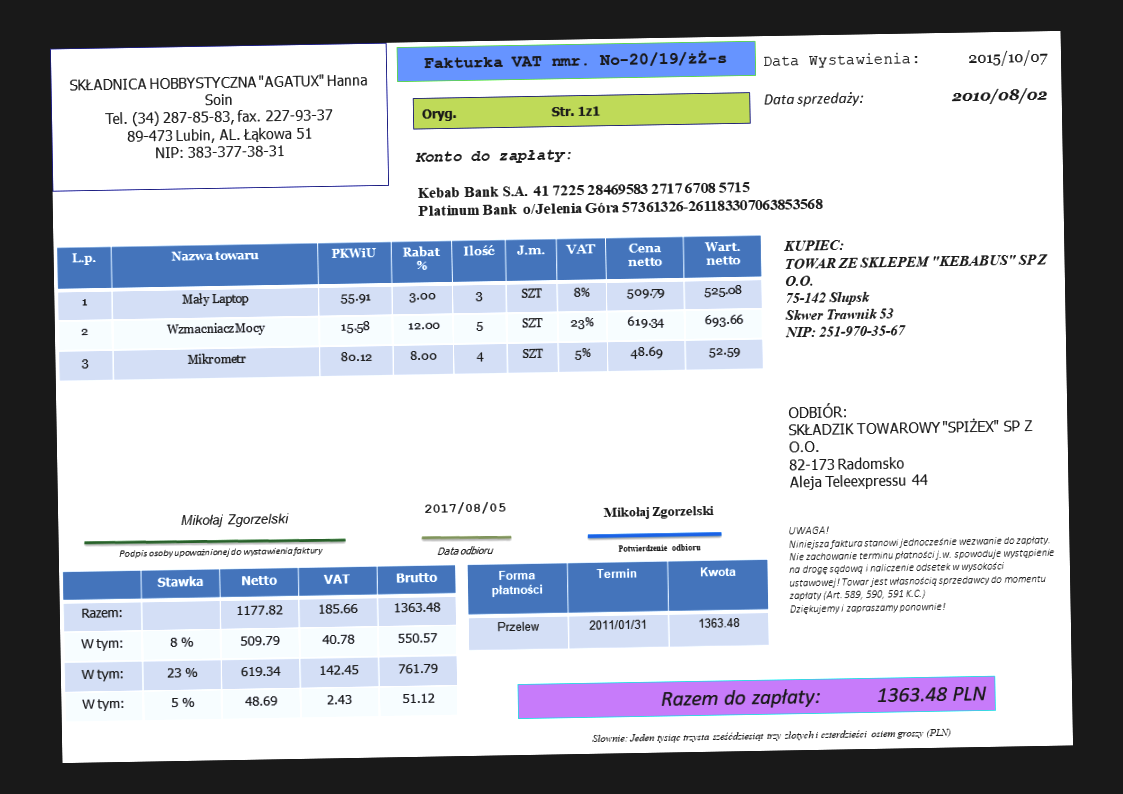 SKŁADNICA HOBBYSTYCZNA "AGATUX" Hanna
Soin
Tel. (34) 287-85-83, fax. 227-93-37
89-473 Lubin, AL. Łąkowa 51
NIP: 383-377-38-31
Fakturka VAT nmr. No-20/19/żŻ-s
Oryg. Str. 1z1
Data Wystawienia: 2015/10/07
Data sprzedaży: 2010/08/02
Konto do zapłaty:
Kebab Bank S.A. 41 7225 28469583 2717 6708 5715
Platinum Bank o/Jelenia Góra 57361326-261183307063853568
L.p. Nazwa towaru PKWiU Rabat % Ilość J.m. VAT Cena netto Wart. netto
1 Mały Laptop 55.91 3.00 3 SZT 8% 509.79 525.08
2 Wzmacniacz Mocy 15.58 12.00 5 SZT 23% 619.34 693.66
3 Mikrometr 80.12 8.00 4 SZT 5% 48.69 52.59
KUPIEC:
TOWAR ZE SKLEPEM "KEBABUS" SP Z
O.O.
75-142 Słupsk
Skwer Trawnik 53
NIP: 251-970-35-67
ODBIÓR:
SKŁADZIK TOWAROWY "SPIŻEX" SP Z
O.O.
82-173 Radomsko
Aleja Teleexpressu 44
Mikołaj Zgorzelski
Podpis osoby upoważnionej do wystawienia faktury
2017/08/05
Data odbioru
Mikołaj Zgorzelski
Potwierdzenie odbioru
UWAGA!
Niniejsza faktura stanowi jednocześnie wezwanie do zapłaty.
Nie zachowanie terminu płatności j.w. spowoduje wystąpienie
na drogę sądową i naliczenie odsetek w wysokości
ustawowej! Towar jest własnością sprzedawcy do momentu
zapłaty (Art. 589, 590, 591 K.C.)
Dziękujemy i zapraszamy ponownie!
Stawka Netto VAT Brutto
Razem: 1177.82 185.66 1363.48
W tym: 8 % 509.79 40.78 550.57
W tym: 23 % 619.34 142.45 761.79
W tym: 5 % 48.69 2.43 51.12
Forma płatności Termin Kwota
Przelew 2011/01/31 1363.48
Razem do zapłaty: 1363.48 PLN
Słownie: Jeden tysiąc trzysta sześćdziesiąt trzy złotych i czterdzieści osiem groszy (PLN)